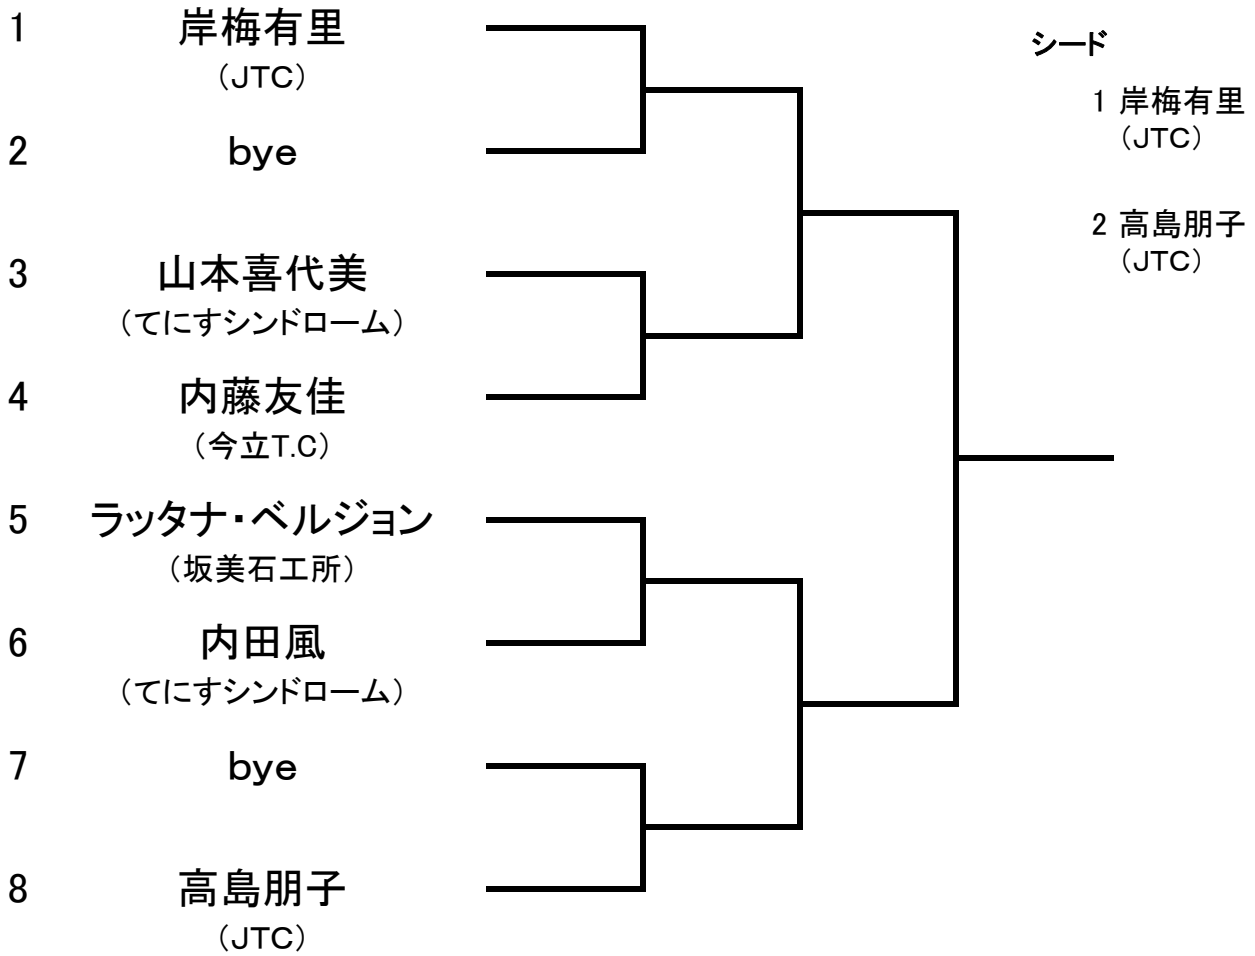 1 岸梅有里
（JTC）
2 bye
3 山本喜代美
（てにすシンドローム）
4 内藤友佳
（今立T.C）
5 ラッタナ・ベルジョン
（坂美石工所）
6 内田風
（てにすシンドローム）
7 bye
8 高島朋子
（JTC）
シード
1 岸梅有里
（JTC）
2 高島朋子
（JTC）